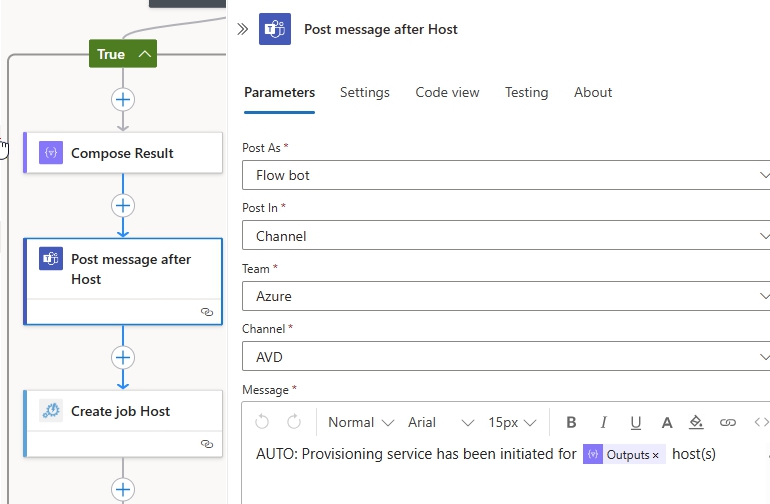 True
Compose Result
Post message after
Host
Create job Host
Post message after Host
Parameters Settings Code view Testing About
Post As *
Flow bot
Post In *
Channel
Team *
Azure
Channel *
AVD
Message *
Normal Arial 15px B I U A
AUTO: Provisioning service has been initiated for {v} Outputs × host(s)